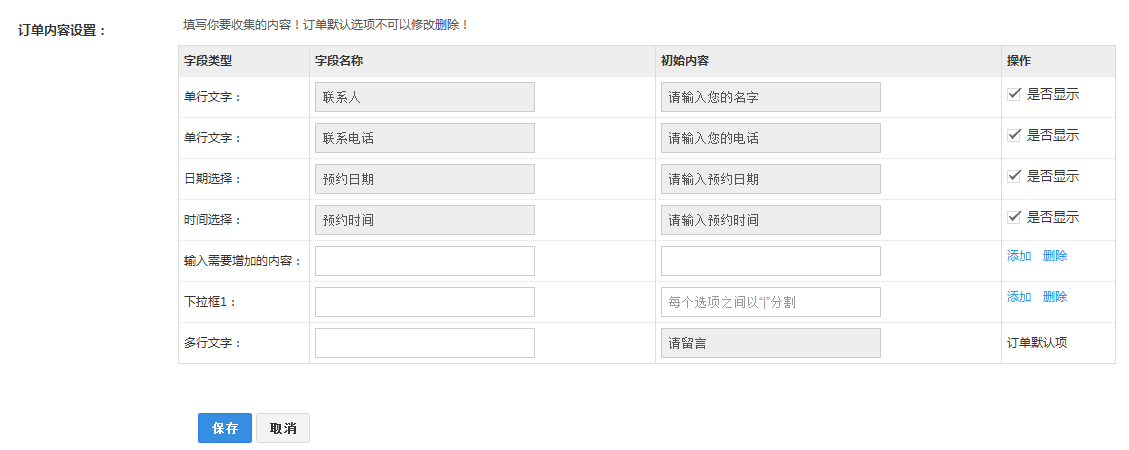 订单内容设置：
填写你要收集的内容！订单默认选项不可以修改删除！
字段类型 字段名称 初始内容 操作
单行文字： 联系人 请输入您的名字 是否显示
单行文字： 联系电话 请输入您的电话 是否显示
日期选择： 预约日期 请输入预约日期 是否显示
时间选择： 预约时间 请输入预约时间 是否显示
输入需要增加的内容： 添加 删除
下拉框1： 每个选项之间以"|"分割 添加 删除
多行文字： 请留言 订单默认项
保存 取消